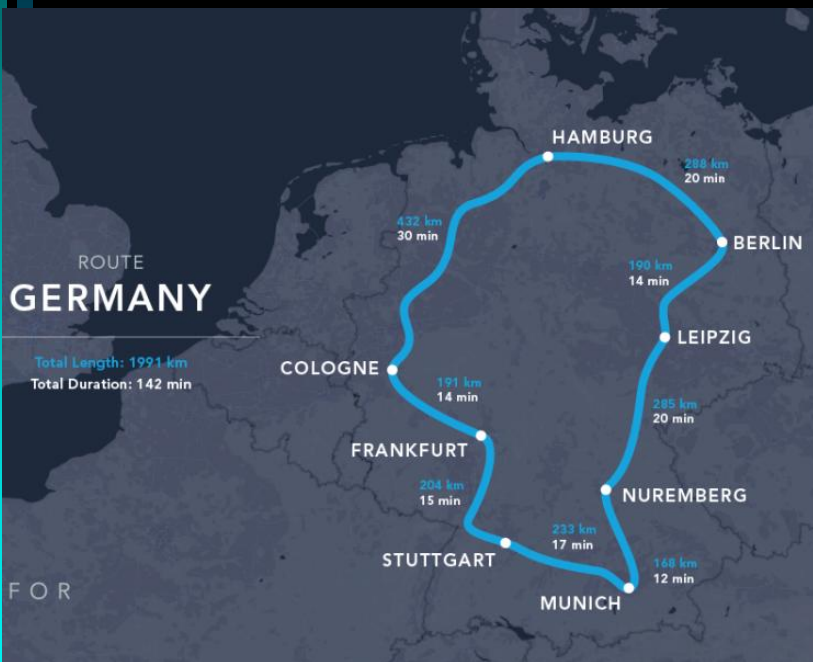 HAMBURG
288 km
20 min
432 km
30 min
BERLIN
190 km
14 min
ROUTE
GERMANY
Total Length: 1991 km
Total Duration: 142 min
LEIPZIG
COLOGNE
191 km
14 min
285 km
20 min
FRANKFURT
204 km
15 min
NUREMBERG
233 km
17 min
STUTTGART
168 km
12 min
MUNICH
FOR